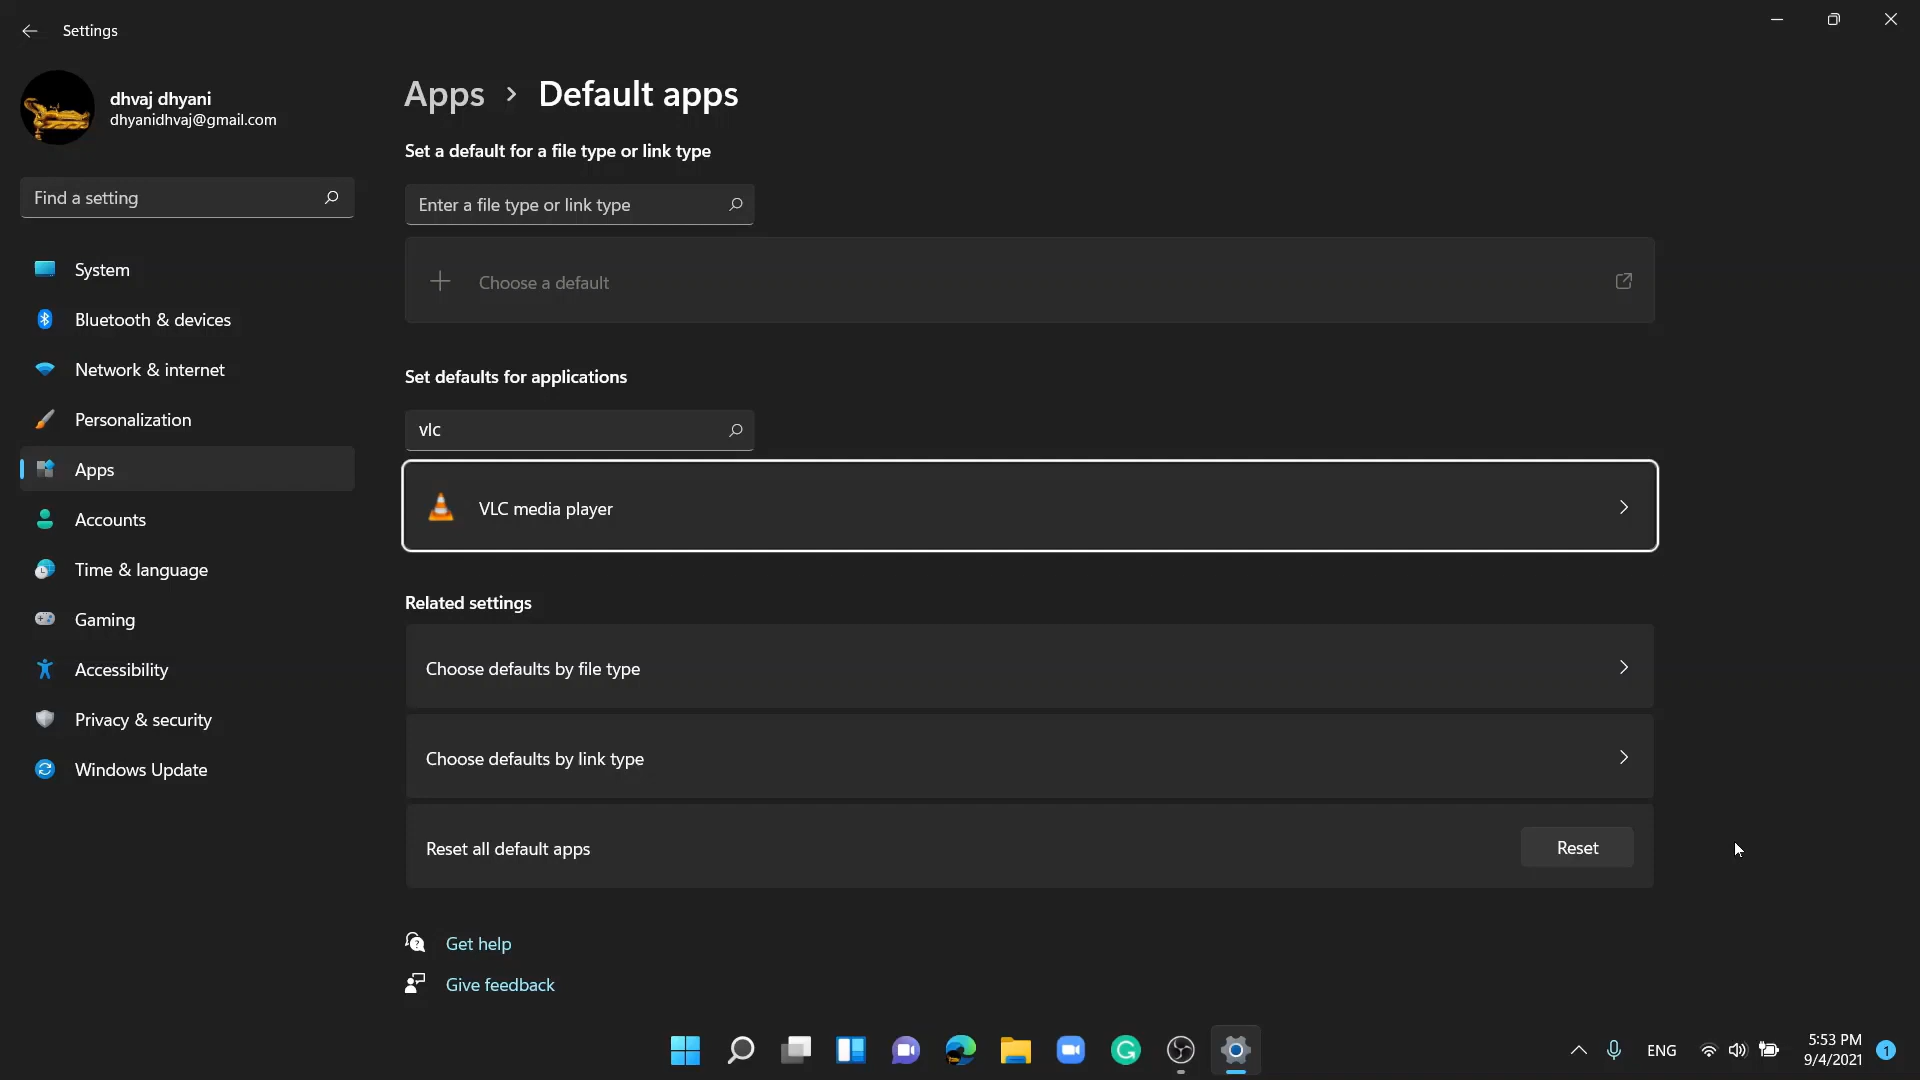 Settings
dhvaj dhyani
dhyanidhvaj@gmail.com
Find a setting
System
Bluetooth & devices
Network & internet
Personalization
Apps
Accounts
Time & language
Gaming
Accessibility
Privacy & security
Windows Update
Apps > Default apps
Set a default for a file type or link type
Enter a file type or link type
Choose a default
Set defaults for applications
vlc
VLC media player
Related settings
Choose defaults by file type
Choose defaults by link type
Reset all default apps
Reset
Get help
Give feedback
ENG
5:53 PM
9/4/2021
1